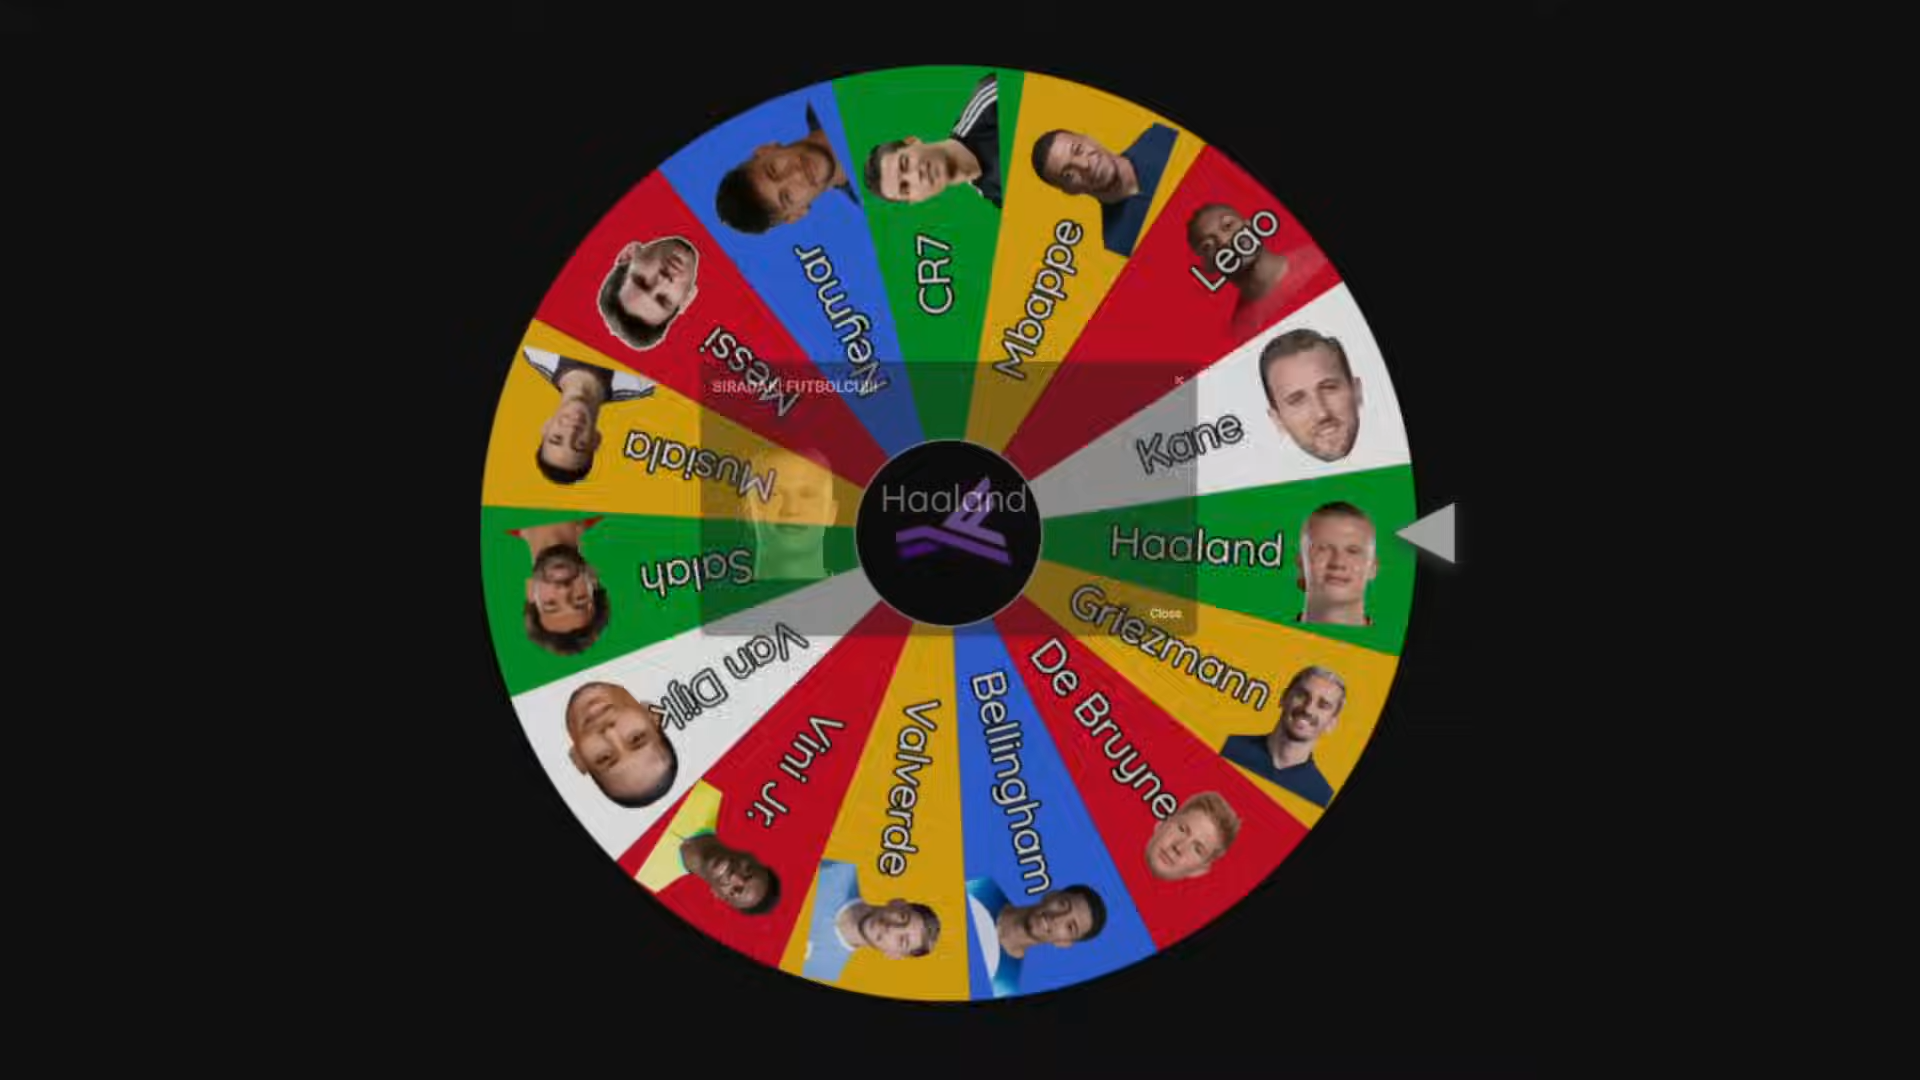 CR7
Mbappe
Leao
Kane
Haaland
Griezmann
De Bruyne
Bellingham
Valverde
Vini Jr.
Van Dijk
Salah
Musiala
Messi
Neymar
SIRADAKİ FUTBOLCU!!!
×
Haaland
Close